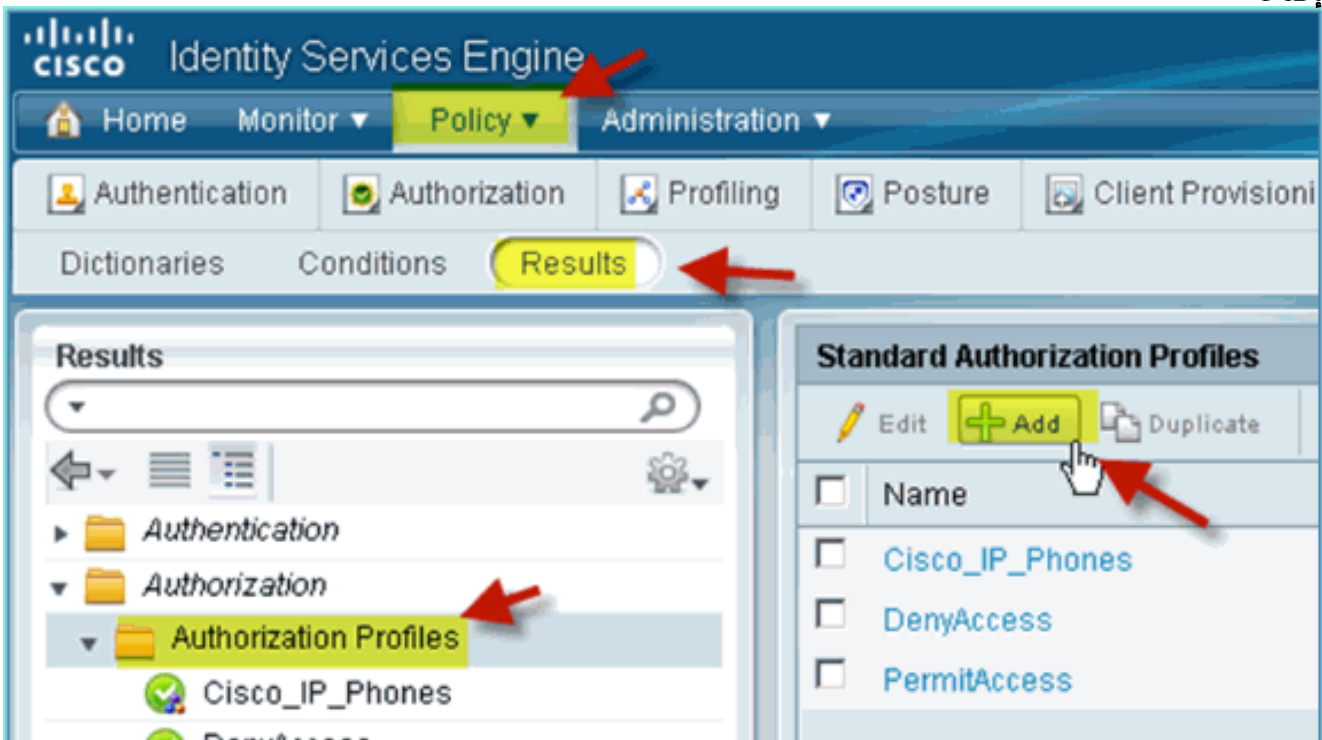 CISCO Identity Services Engine
Home Monitor Policy Administration
Authentication Authorization Profiling Posture Client Provisioni
Dictionaries Conditions Results
Results
Authentication
Authorization
Authorization Profiles
Cisco_IP_Phones
Standard Authorization Profiles
Edit Add Duplicate
Name
Cisco_IP_Phones
DenyAccess
PermitAccess